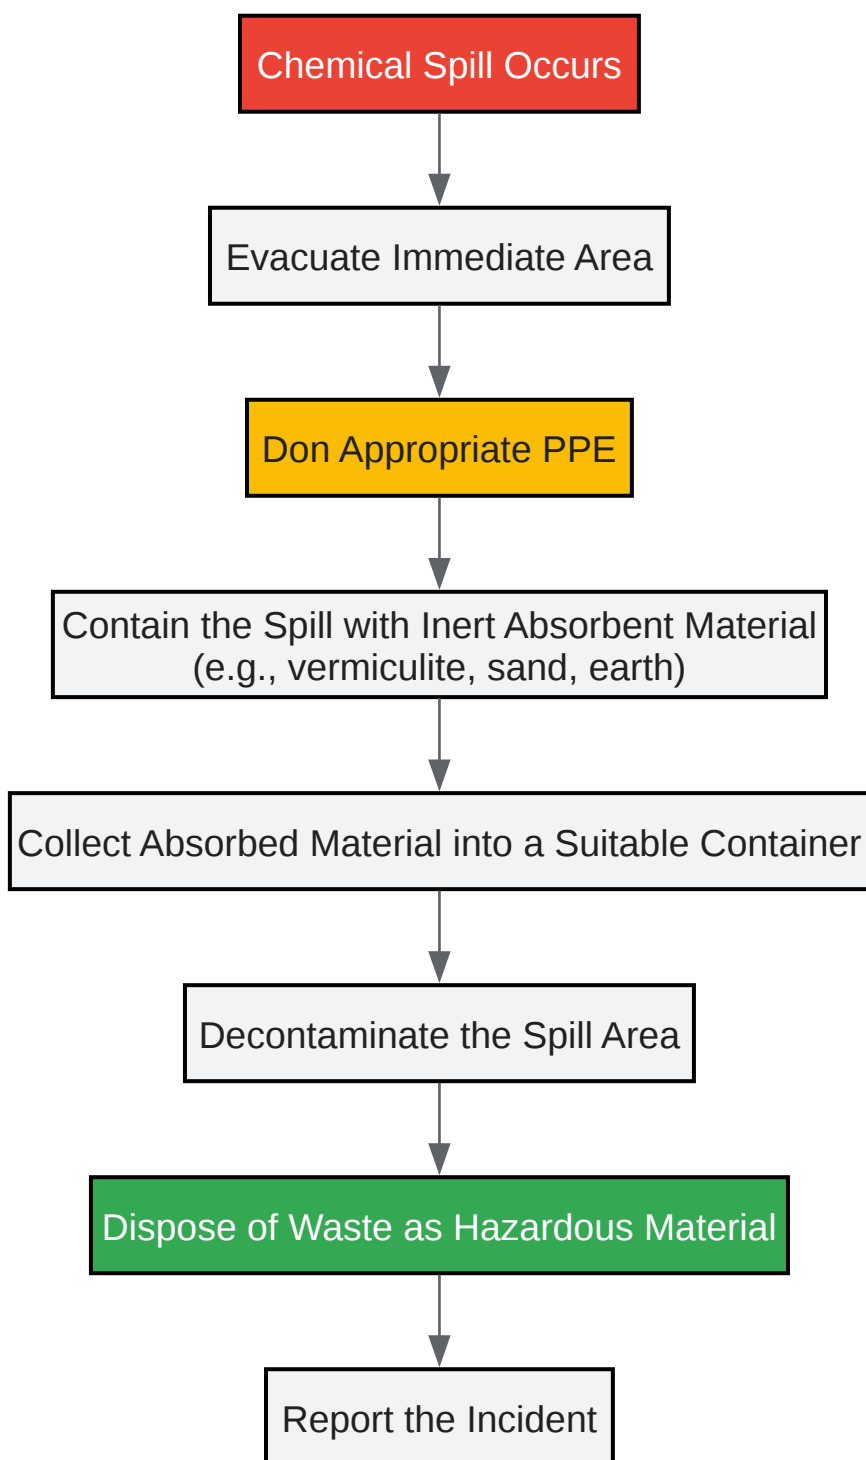 Chemical Spill Occurs
Evacuate Immediate Area
Don Appropriate PPE
Contain the Spill with Inert Absorbent Material
(e.g., vermiculite, sand, earth)
Collect Absorbed Material into a Suitable Container
Decontaminate the Spill Area
Dispose of Waste as Hazardous Material
Report the Incident